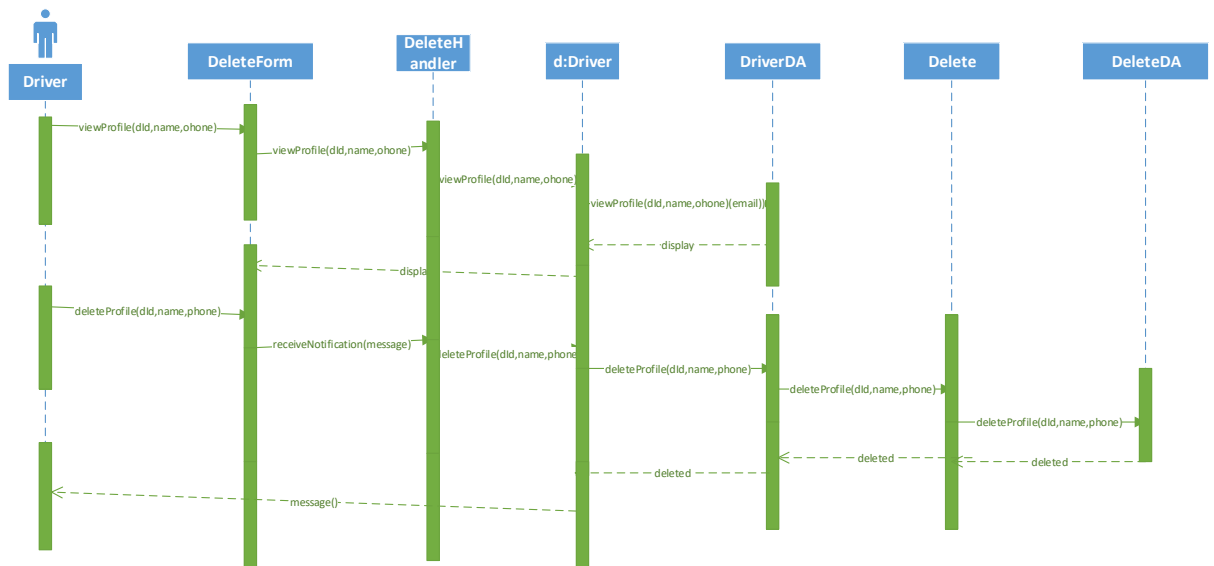 Driver
DeleteForm
DeleteH
andler
d:Driver
DriverDA
Delete
DeleteDA
viewProfile(dId,name,ohone)
viewProfile(dId,name,ohone)
viewProfile(dId,name,ohone)
viewProfile(dId,name,ohone)(email))(
display
display
deleteProfile(dId,name,phone)
receiveNotification(message)
deleteProfile(dId,name,phone
deleteProfile(dId,name,phone)
deleteProfile(dId,name,phone)
deleteProfile(dId,name,phone)
deleted
deleted
deleted
message()